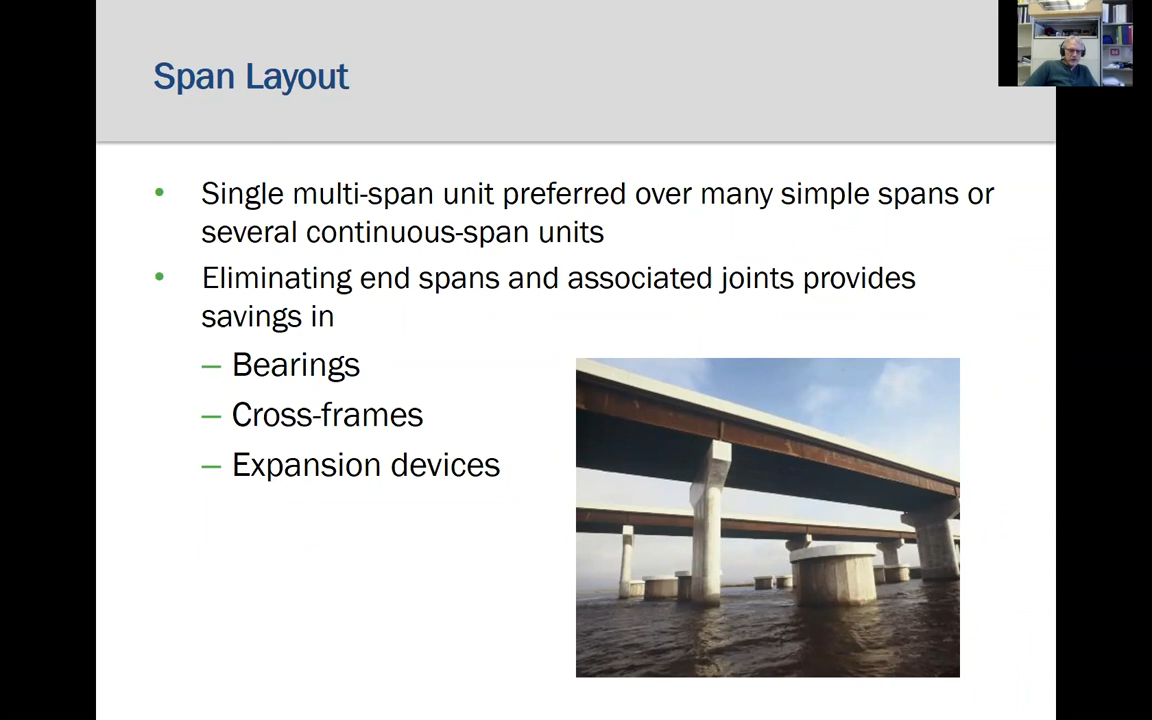 Span Layout
• Single multi-span unit preferred over many simple spans or
several continuous-span units
• Eliminating end spans and associated joints provides
savings in
– Bearings
– Cross-frames
– Expansion devices